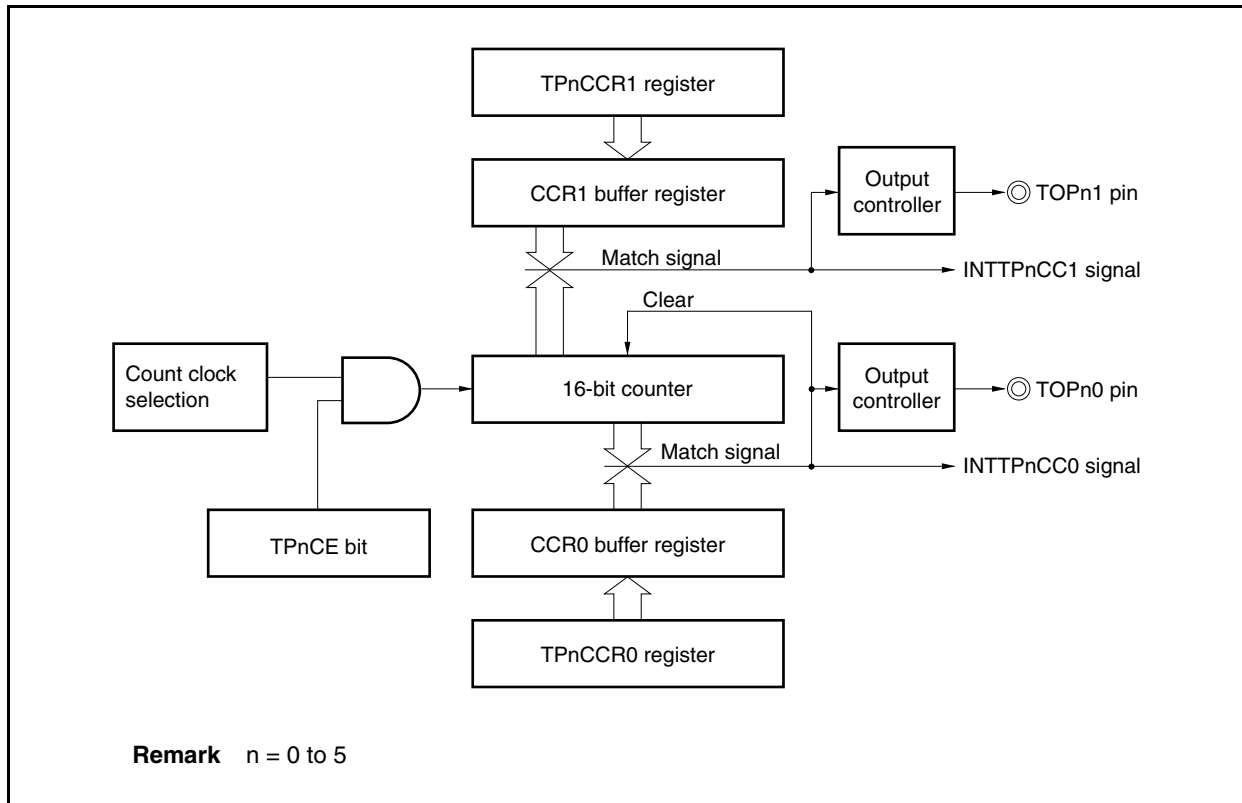 TPnCCR1 register
CCR1 buffer register
Output
controller
TOPn1 pin
Match signal
INTTPnCC1 signal
Clear
Count clock
selection
16-bit counter
Output
controller
TOPn0 pin
Match signal
INTTPnCC0 signal
TPnCE bit
CCR0 buffer register
TPnCCR0 register
Remark n = 0 to 5